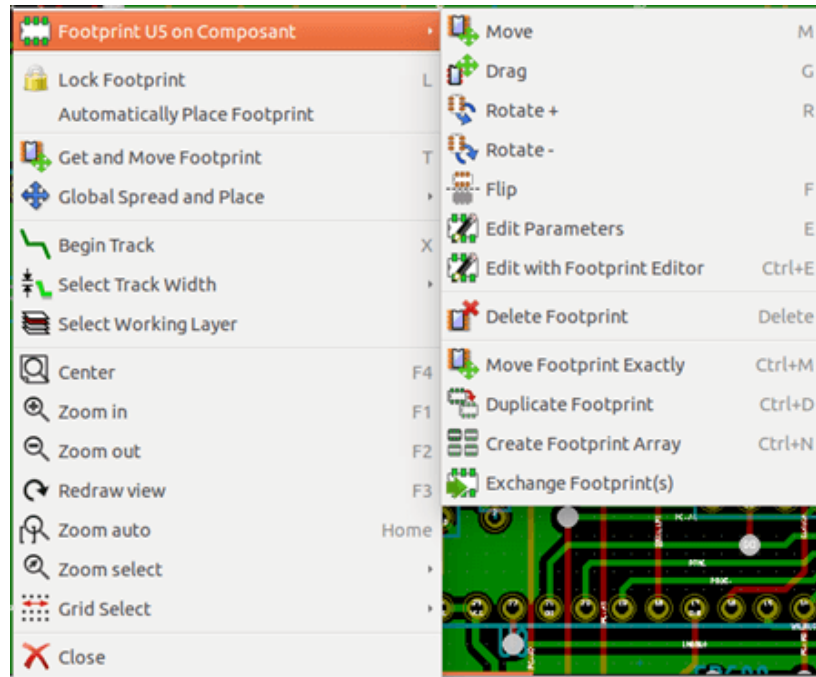 Footprint U5 on Composant
Lock Footprint L
Automatically Place Footprint
Get and Move Footprint T
Global Spread and Place
Begin Track X
Select Track Width
Select Working Layer
Center F4
Zoom in F1
Zoom out F2
Redraw view F3
Zoom auto Home
Zoom select
Grid Select
Close
Move M
Drag G
Rotate + R
Rotate -
Flip F
Edit Parameters E
Edit with Footprint Editor Ctrl+E
Delete Footprint Delete
Move Footprint Exactly Ctrl+M
Duplicate Footprint Ctrl+D
Create Footprint Array Ctrl+N
Exchange Footprint(s)